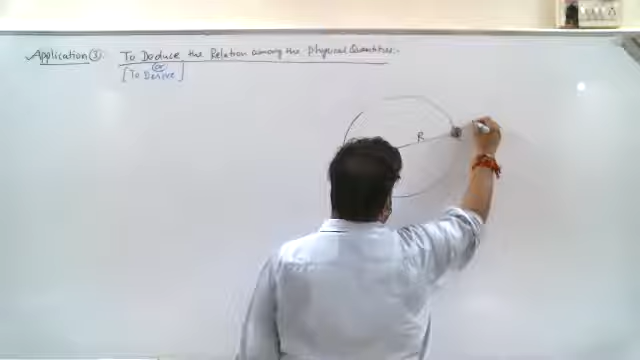 Application ③: To Deduce the Relation among the Physical Quantities:-
(or)
[To Derive]
R